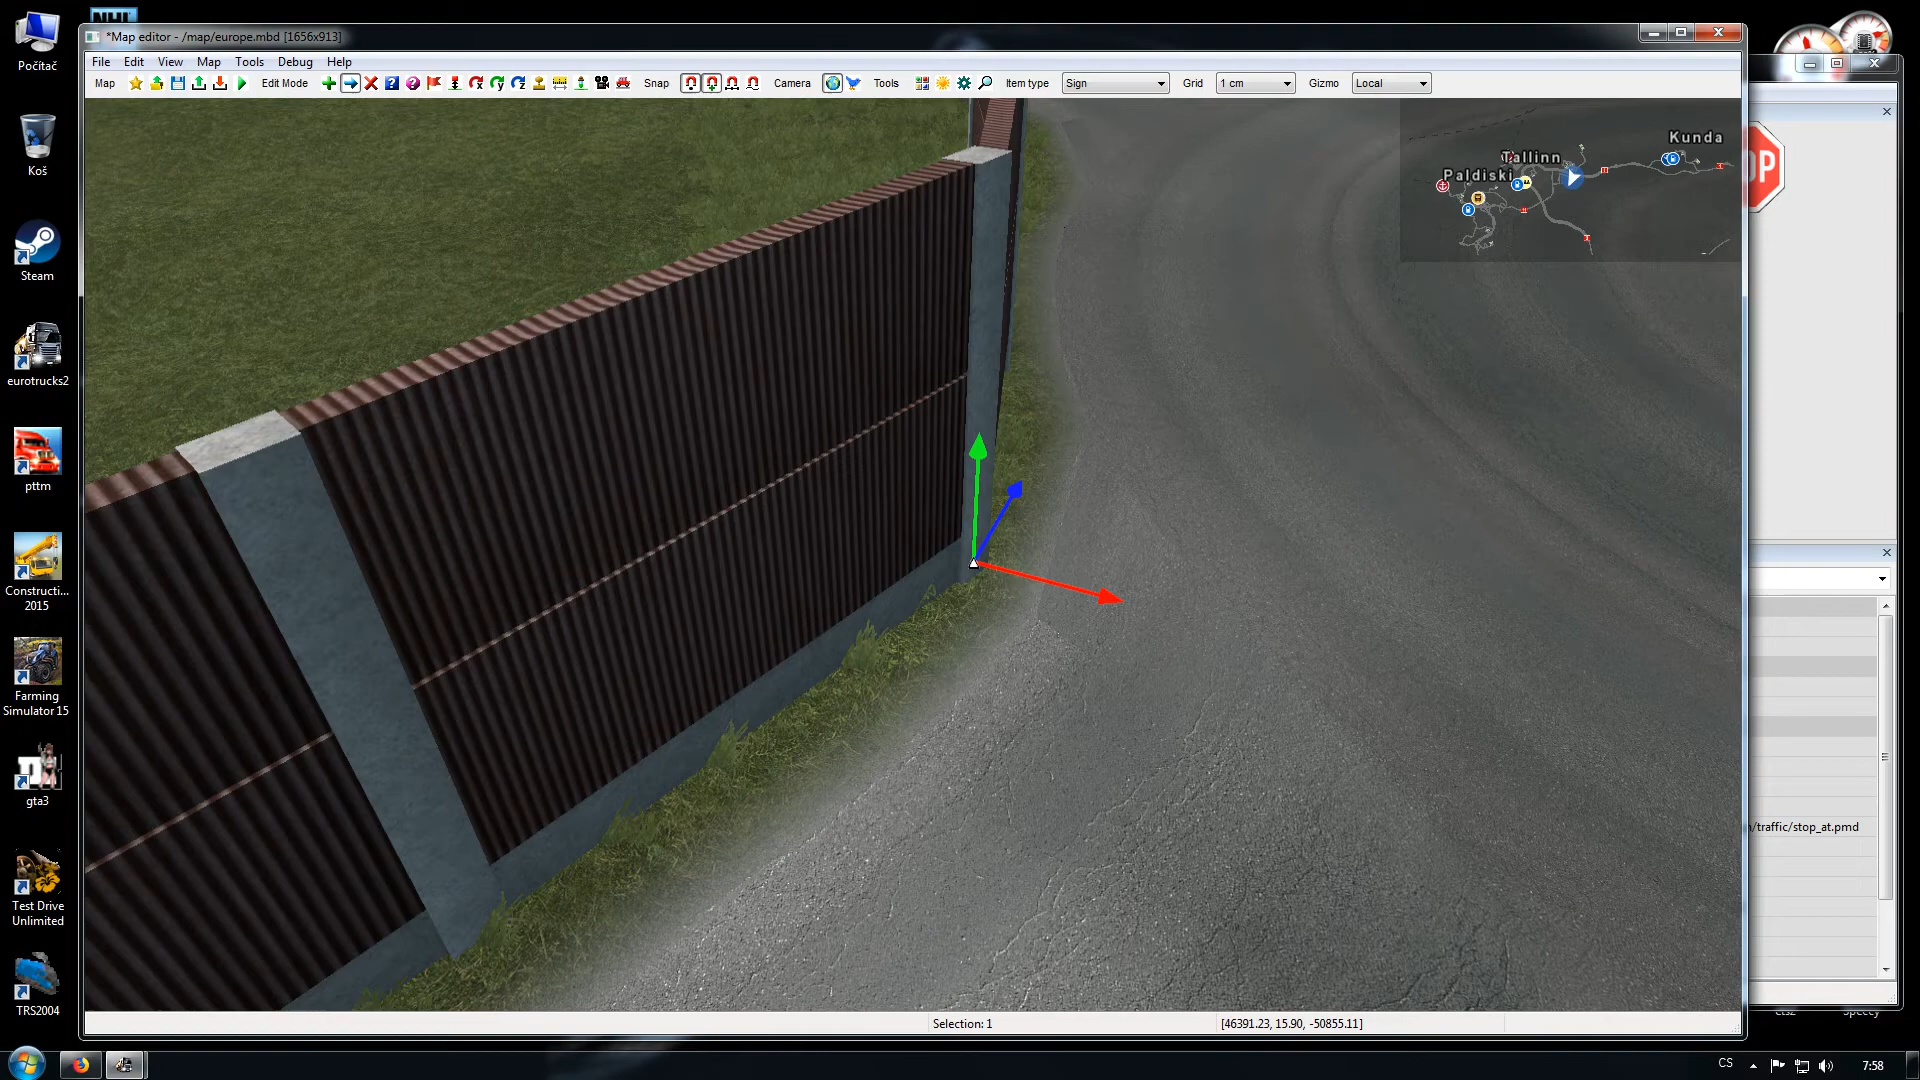 *Map editor - /map/europe.mbd [1656x913]
File Edit View Map Tools Debug Help
Map Edit Mode Snap Camera Tools Item type Sign Grid 1 cm Gizmo Local
Počítač
Koš
Steam
eurotrucks2
pttm
Constructi...
2015
Farming
Simulator 15
gta3
Test Drive
Unlimited
TRS2004
Kunda
Tallinn
Paldiski
OP
/traffic/stop_at.pmd
Selection: 1
[46391.23, 15.90, -50855.11]
CS
7:58